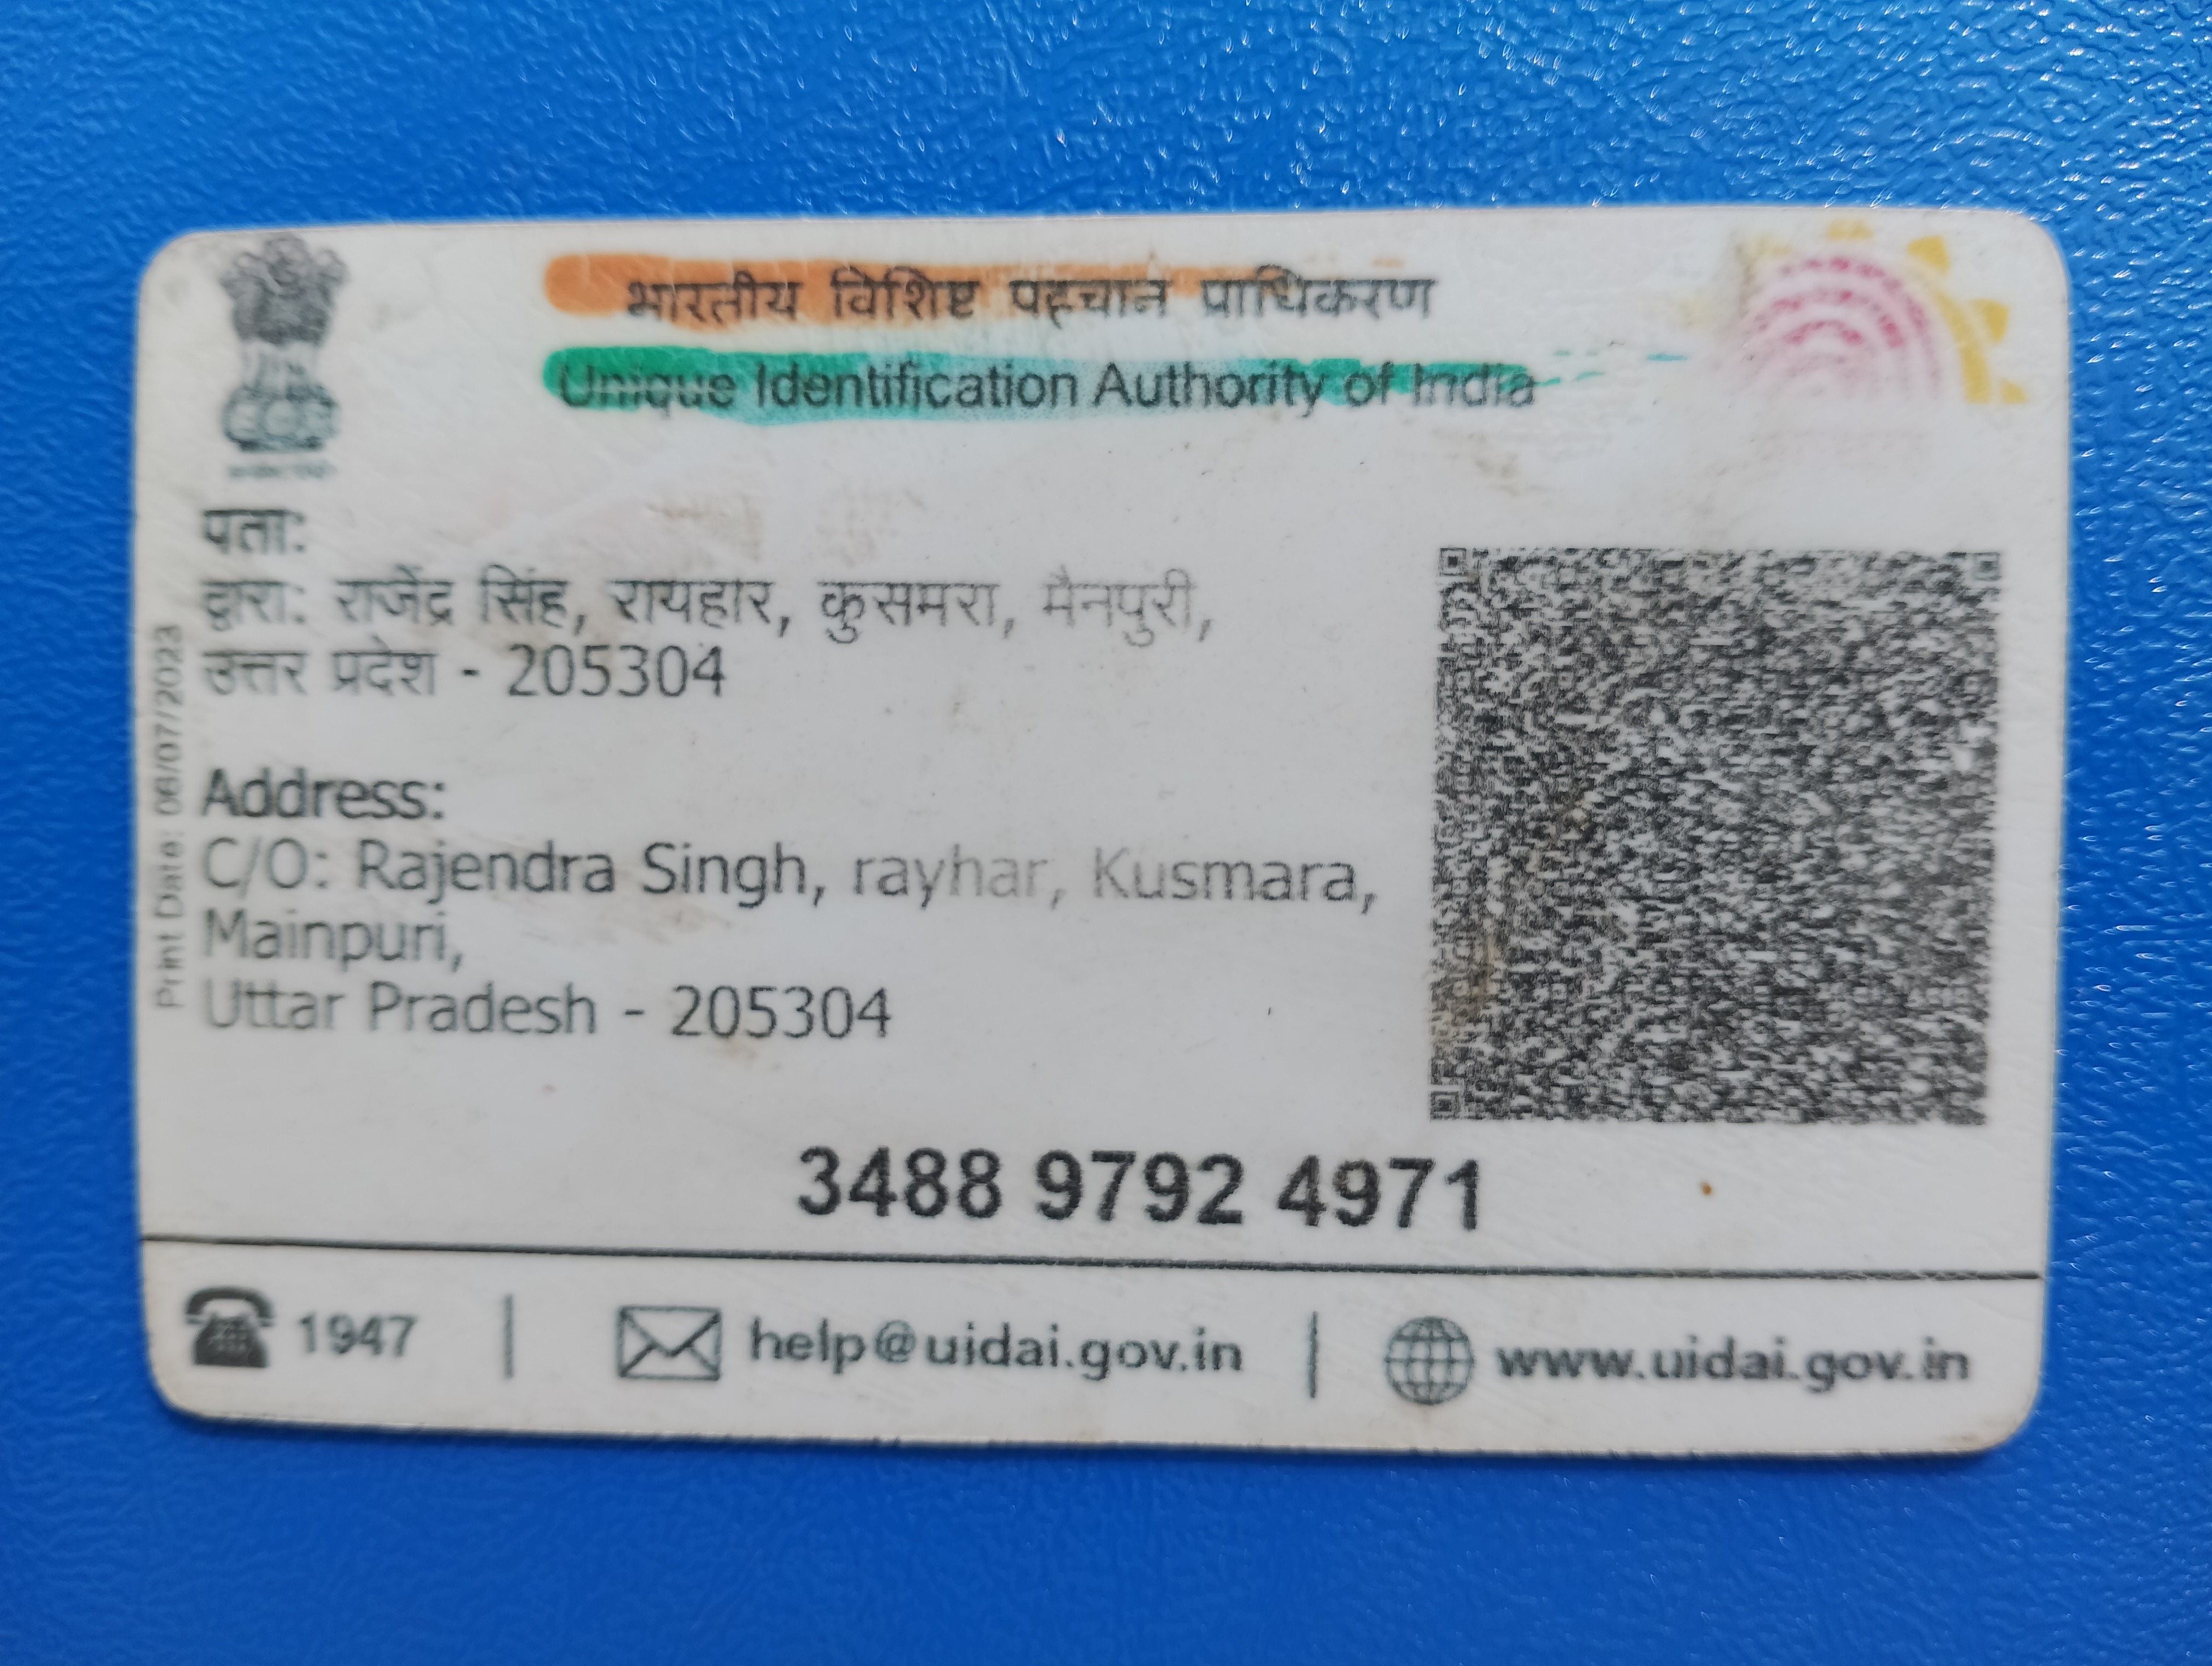 भारतीय विशिष्ट पहचान प्राधिकरण
Unique Identification Authority of India
पता:
द्वारा: राजेंद्र सिंह, रायहार, कुसमरा, मैनपुरी,
उत्तर प्रदेश - 205304
Address:
C/O: Rajendra Singh, rayhar, Kusmara,
Mainpuri,
Uttar Pradesh - 205304
Print Date: 08/07/2023
3488 9792 4971
1947
help@uidai.gov.in
www.uidai.gov.in